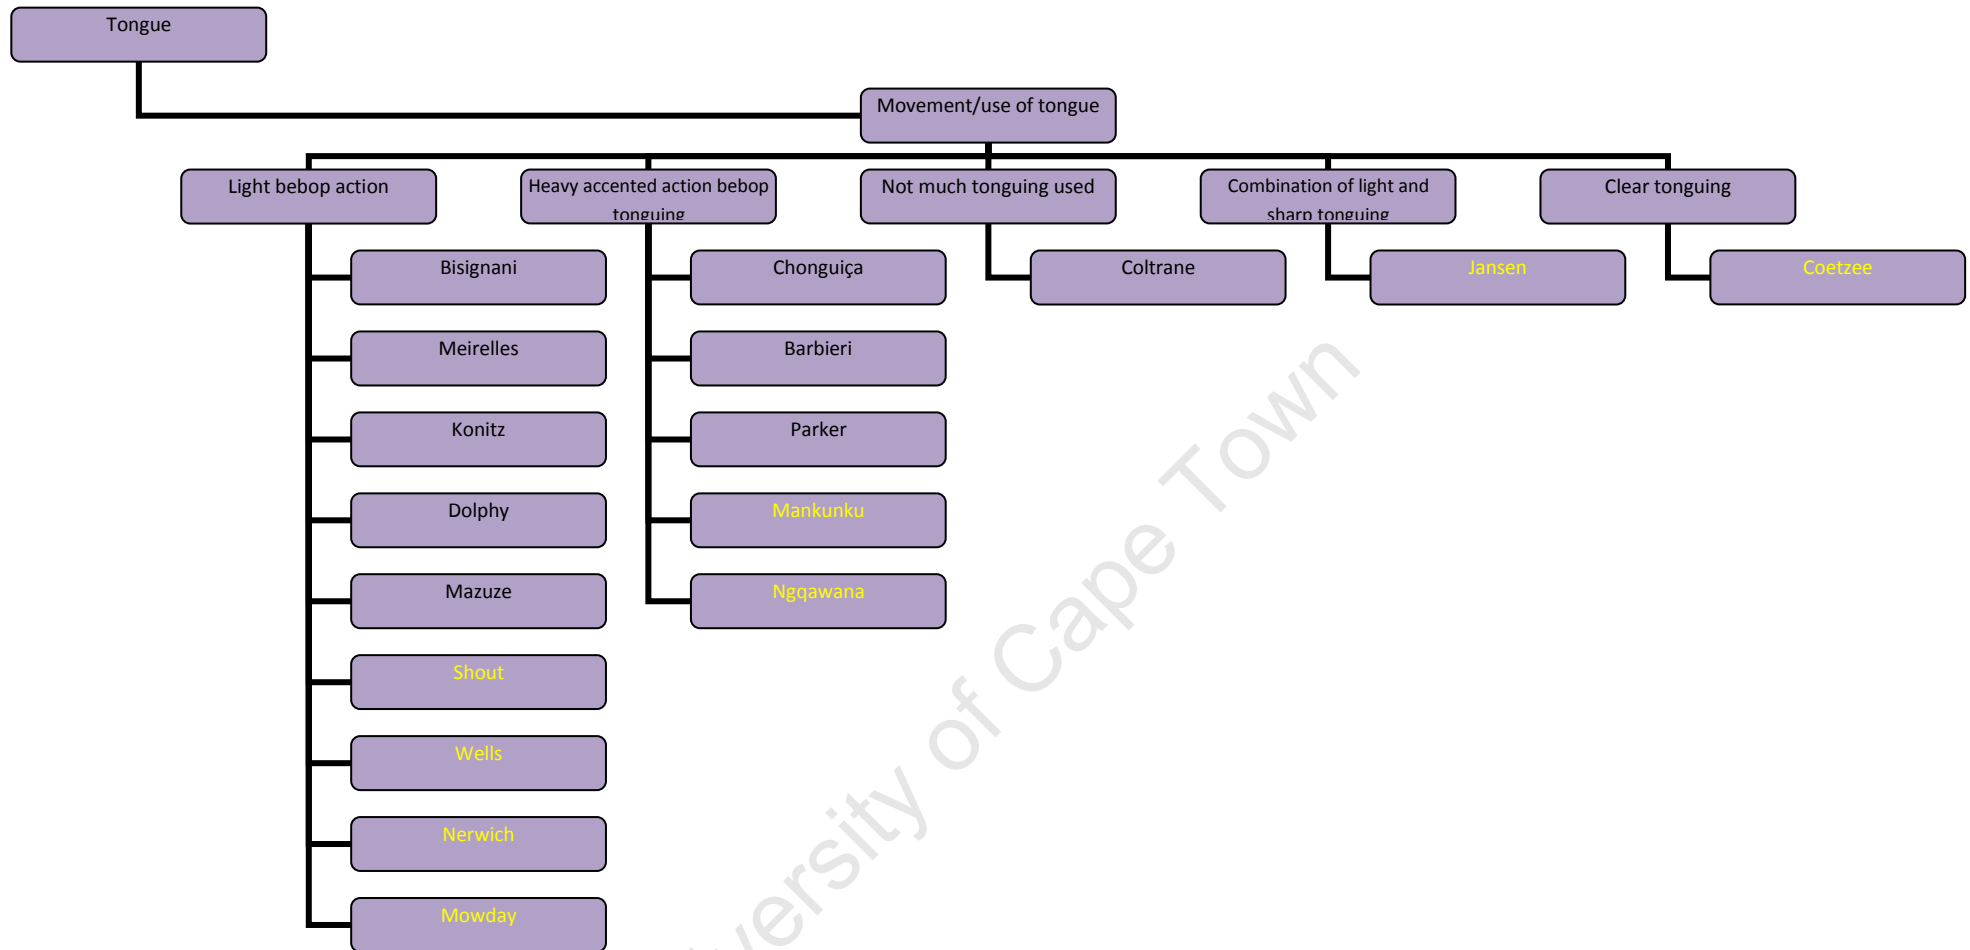 Tongue
Movement/use of tongue
Light bebop action
Heavy accented action bebop
tonguing
Not much tonguing used
Combination of light and
sharp tonguing
Clear tonguing
Bisignani
Meirelles
Konitz
Dolphy
Mazuze
Shout
Wells
Nerwich
Mowday
Chonguiça
Barbieri
Parker
Mankunku
Ngqawana
Coltrane
Jansen
Coetzee
versity of Cape Town